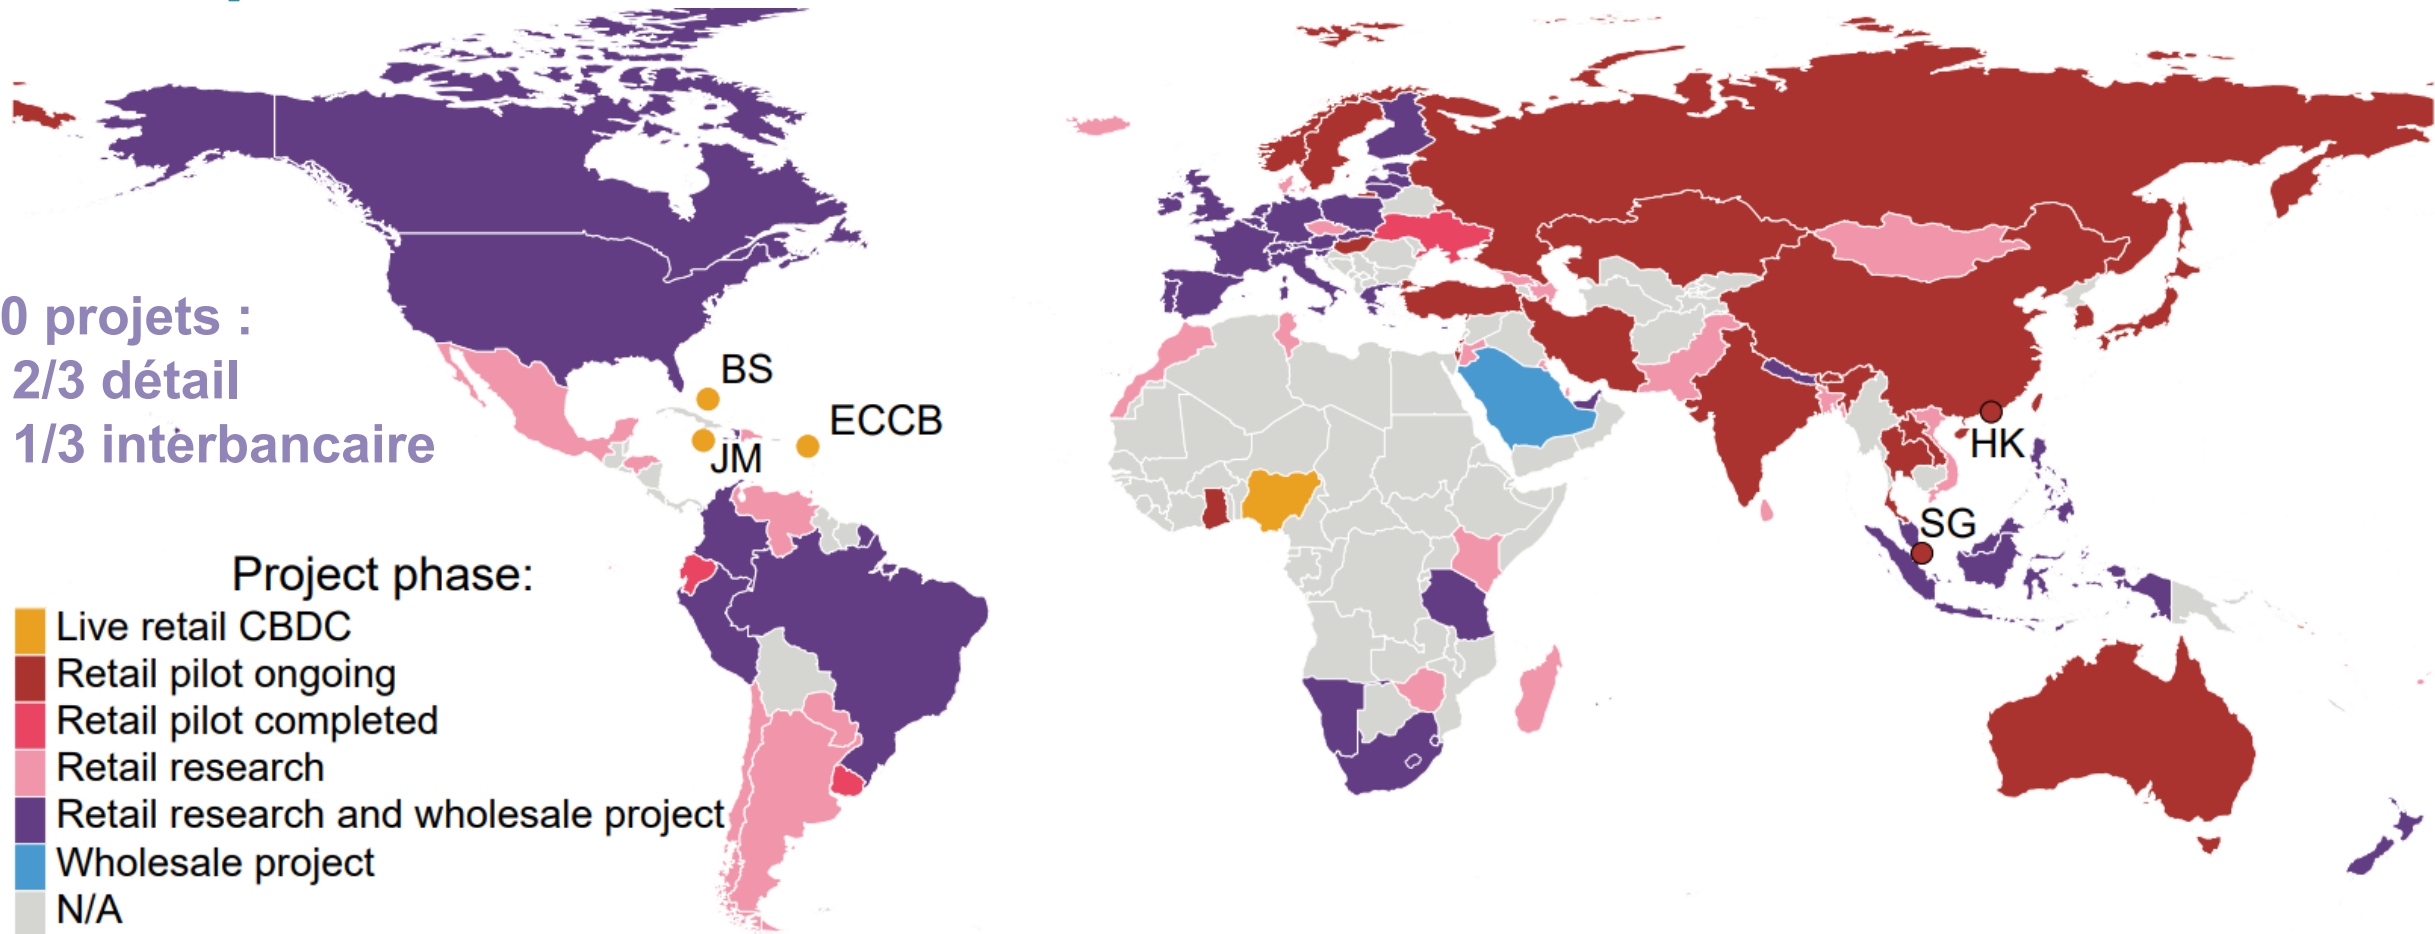 0 projets :
2/3 détail
1/3 interbancaire
BS
ECCB
JM
HK
SG
Project phase:
Live retail CBDC
Retail pilot ongoing
Retail pilot completed
Retail research
Retail research and wholesale project
Wholesale project
N/A